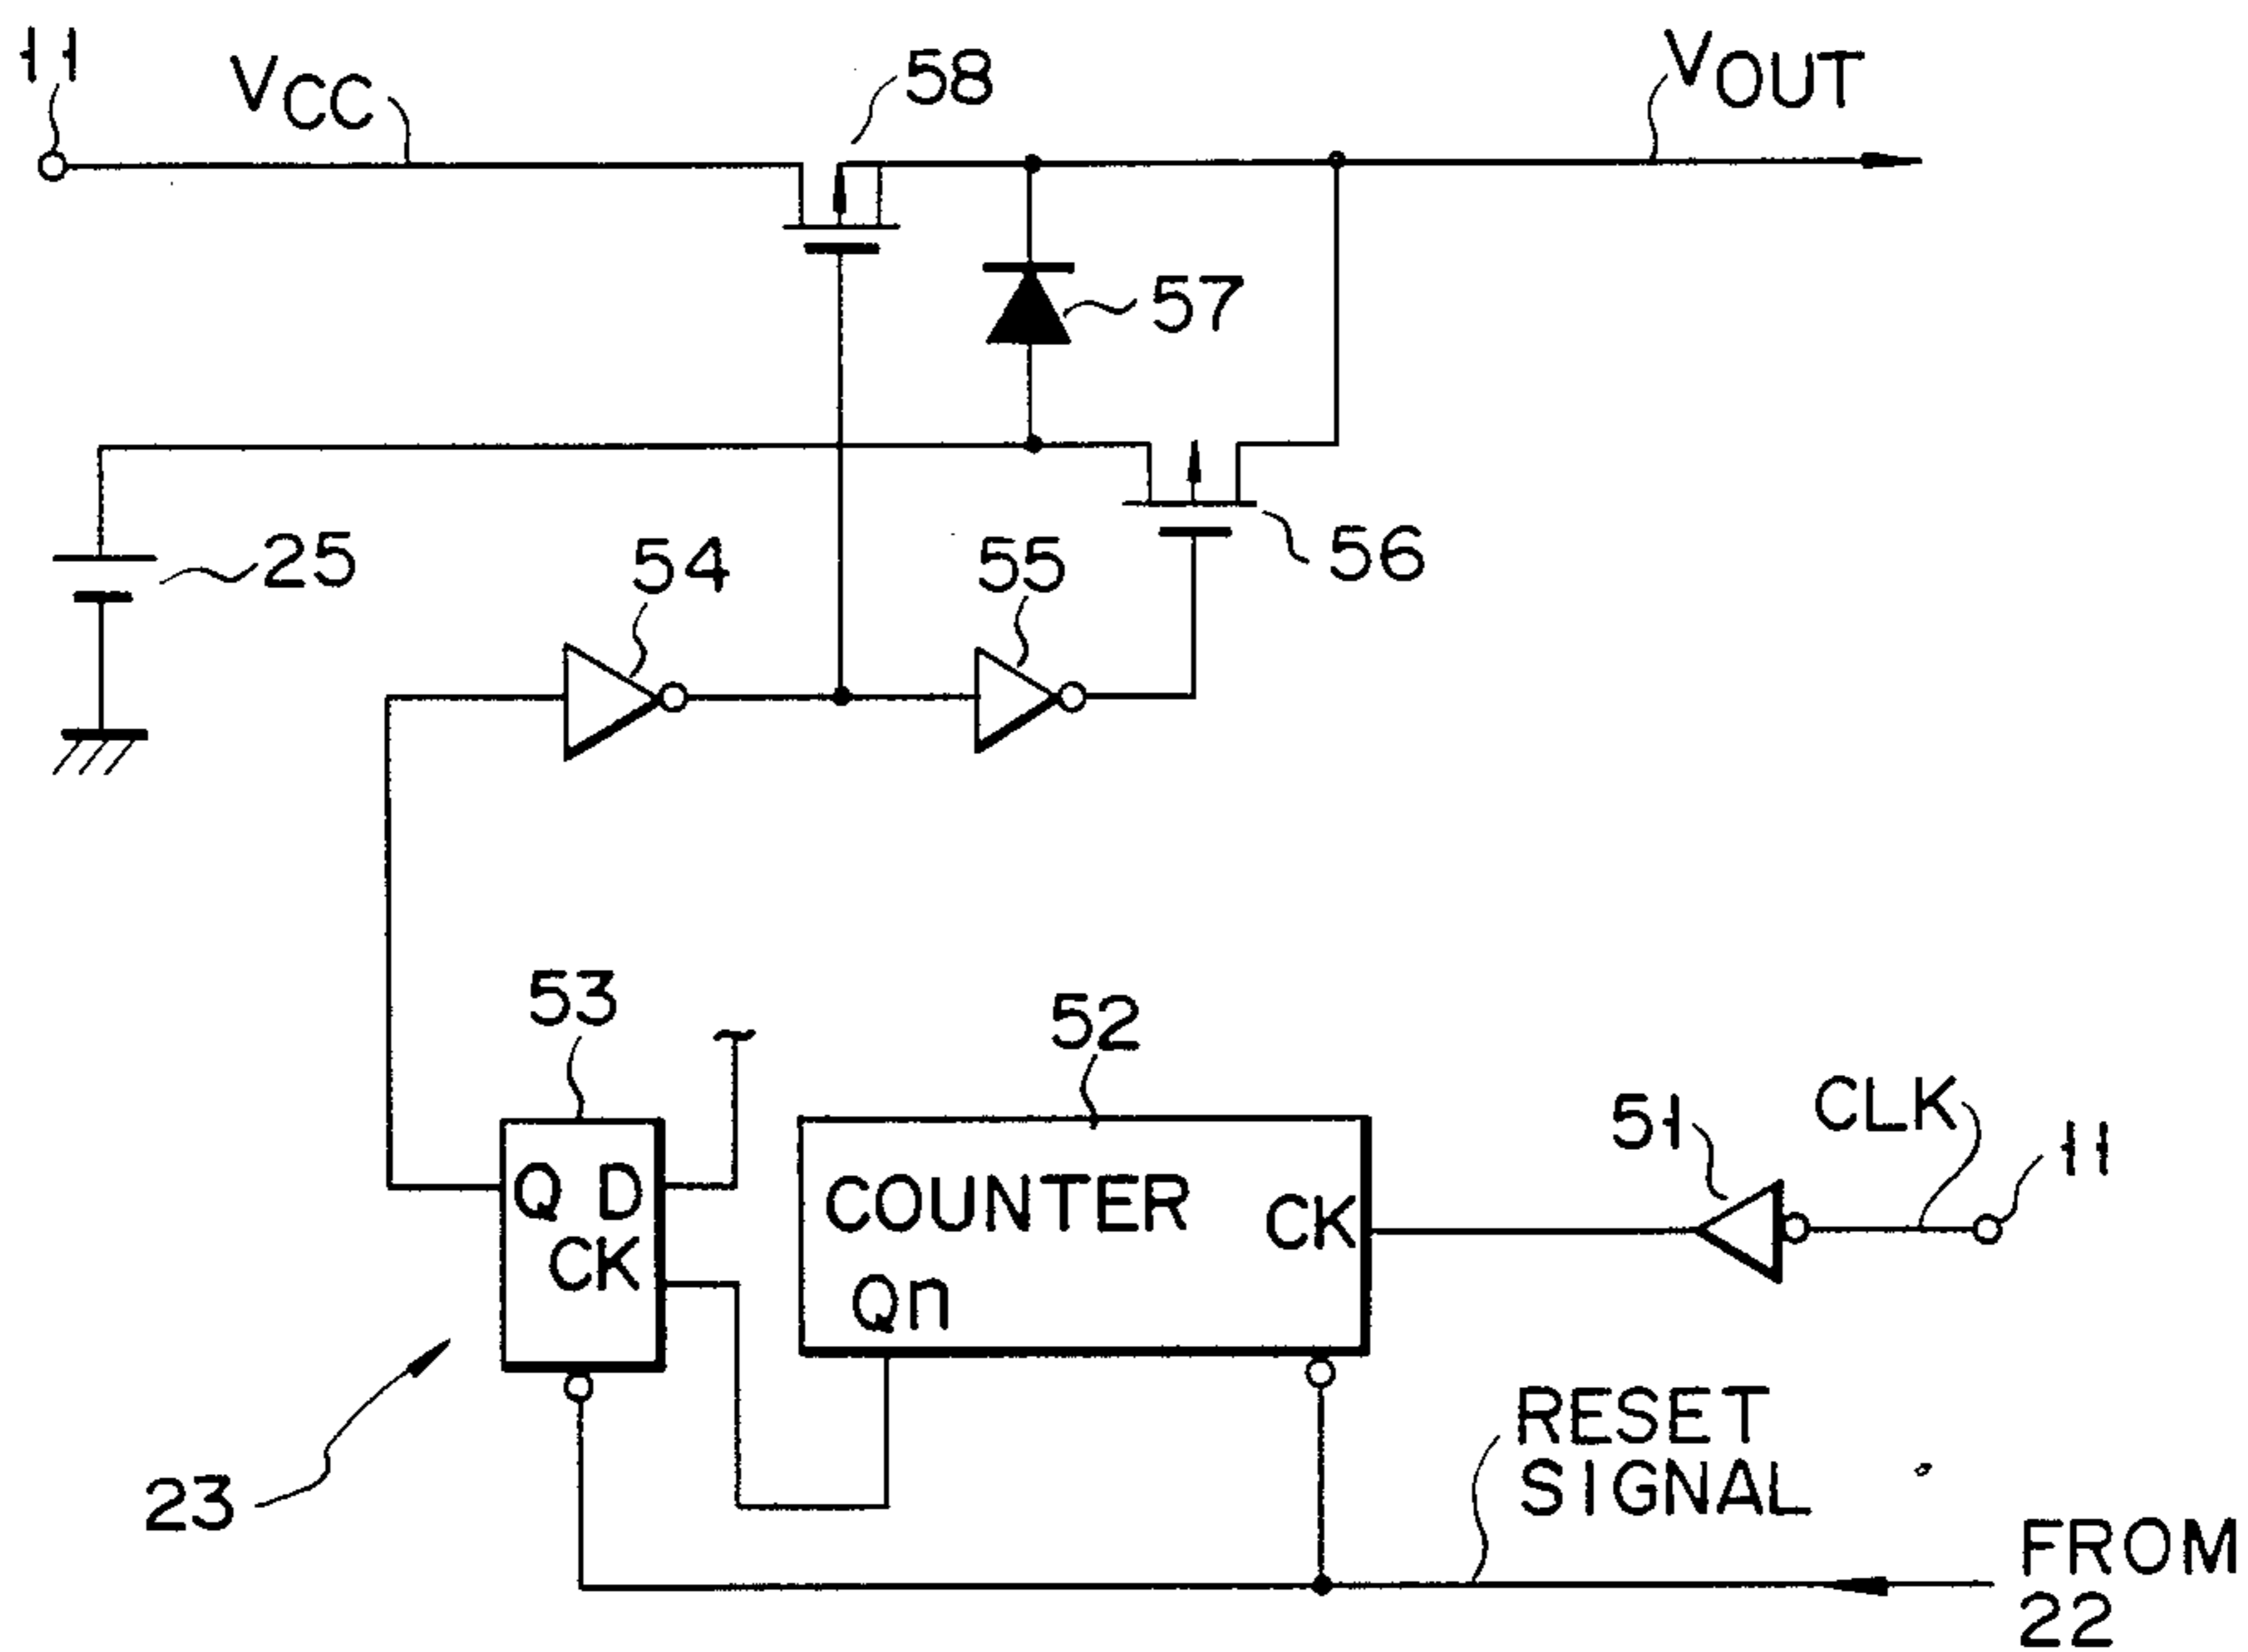 11
VCC
58
VOUT
57
25
54
55
56
53
52
51
CLK
11
Q D
CK
COUNTER
CK
Qn
23
RESET
SIGNAL
FROM
22